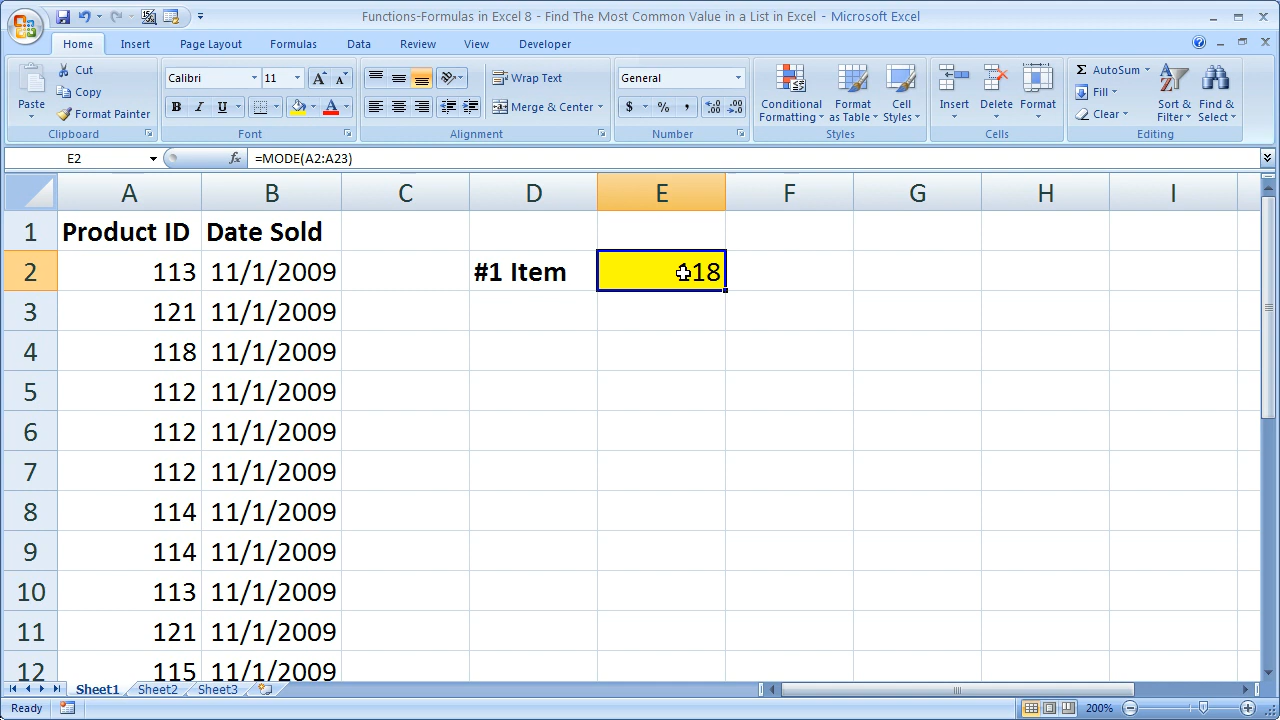 Functions-Formulas in Excel 8 - Find The Most Common Value in a List in Excel - Microsoft Excel
Home Insert Page Layout Formulas Data Review View Developer
Paste Cut Copy Format Painter
Calibri 11
B I U A A A
Wrap Text
Merge & Center
General
$ % ,
Conditional Formatting
Format as Table
Cell Styles
Insert Delete Format
Σ AutoSum
Fill
Clear
Sort & Filter
Find & Select
Clipboard Font Alignment Number Styles Cells Editing
E2 fx =MODE(A2:A23)
A B C D E F G H I
1 Product ID Date Sold
2 113 11/1/2009 #1 Item 118
3 121 11/1/2009
4 118 11/1/2009
5 112 11/1/2009
6 112 11/1/2009
7 112 11/1/2009
8 114 11/1/2009
9 114 11/1/2009
10 113 11/1/2009
11 121 11/1/2009
12 115 11/1/2009
Sheet1 Sheet2 Sheet3
Ready 200%